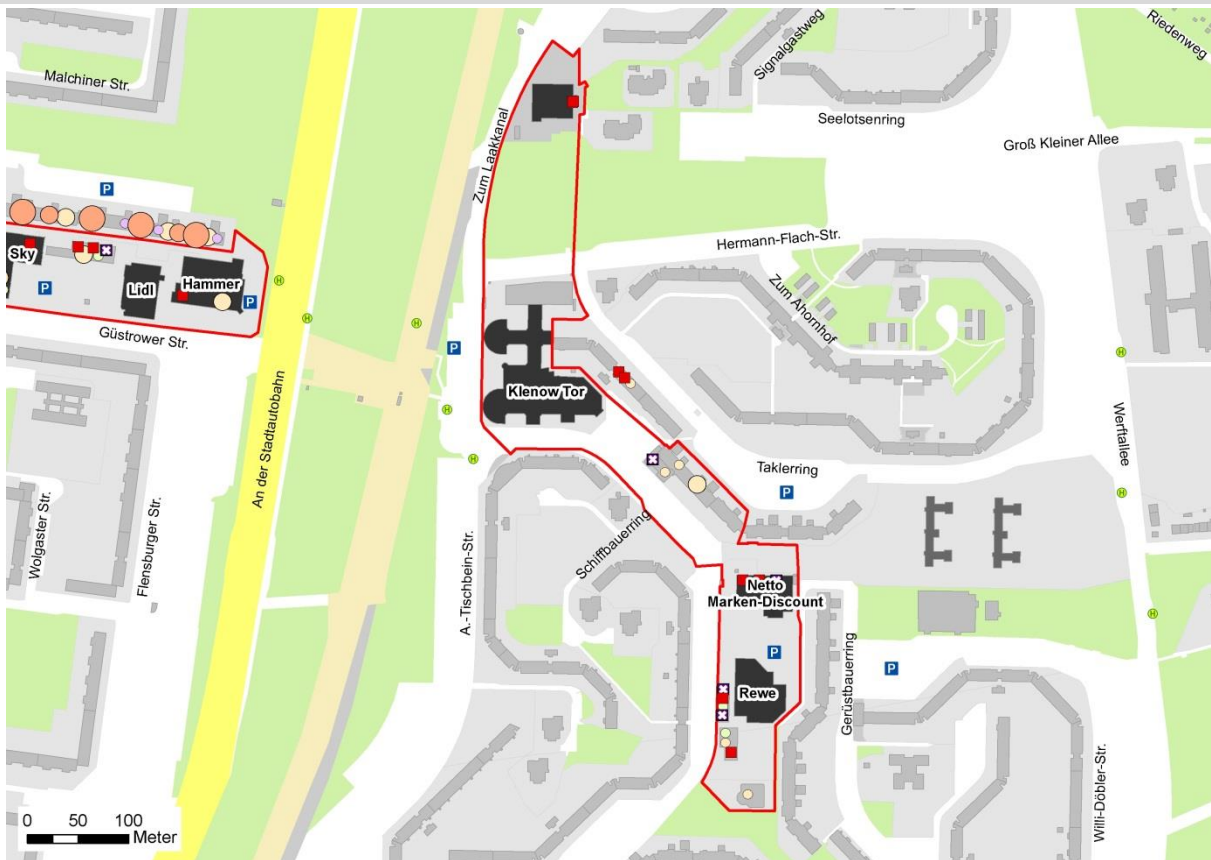 Riedenweg
Signalgastweg
Malchiner Str.
Seelotsenring
Groß Kleiner Allee
Zum Laakkanal
P
Hermann-Flach-Str.
Sky
Lidl
Hammer
P
P
H
Zum Ahornhof
Güstrower Str.
H
H
P
H
Klenow Tor
An der Stadtautobahn
H
Werftallee
H
Taklerring
P
H
Wolgaster Str.
Flensburger Str.
A.-Tischbein-Str.
Schiffbauerring
Netto
Marken-Discount
H
P
Gerüstbauerring
P
Rewe
Willi-Döbler-Str.
0 50 100
Meter